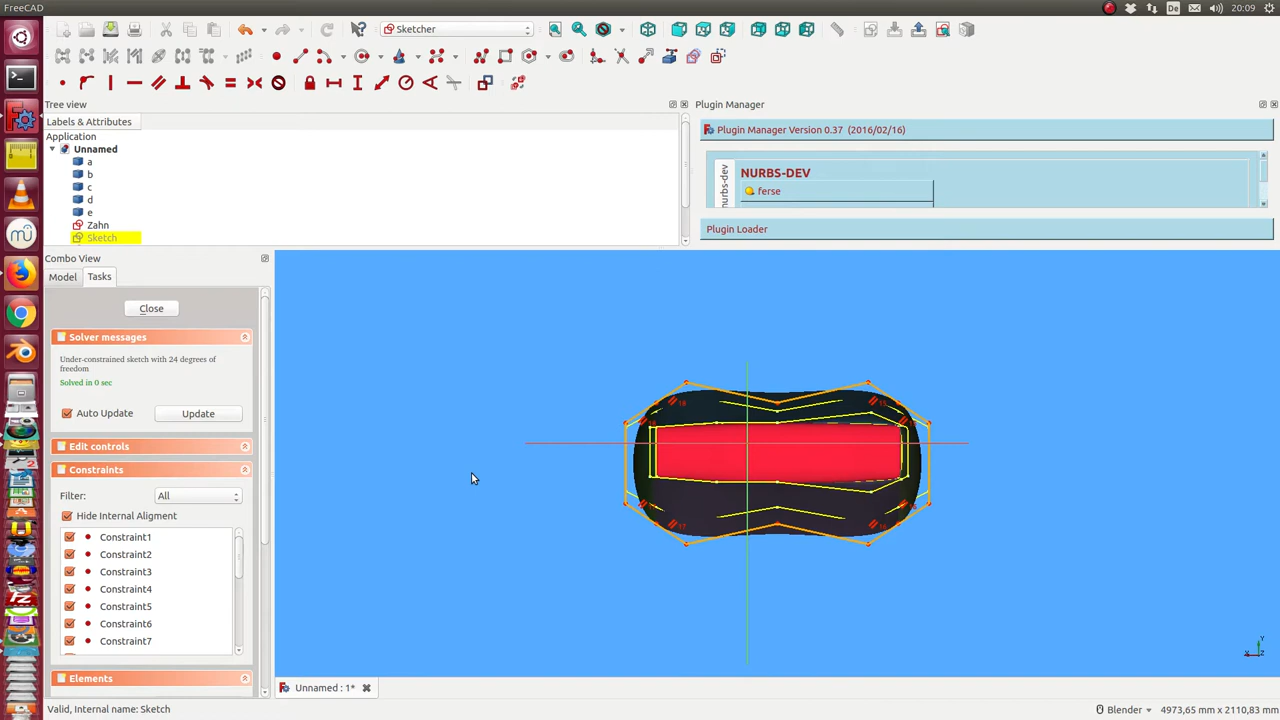 FreeCAD
De
20:09
Sketcher
Tree view
Plugin Manager
Labels & Attributes
Application
Unnamed
a
b
c
d
e
Zahn
Sketch
Plugin Manager Version 0.37 (2016/02/16)
nurbs-dev
NURBS-DEV
ferse
Plugin Loader
Combo View
Model
Tasks
Close
Solver messages
Under-constrained sketch with 24 degrees of
freedom
Solved in 0 sec
Auto Update
Update
Edit controls
Constraints
Filter:
All
Hide Internal Aligment
Constraint1
Constraint2
Constraint3
Constraint4
Constraint5
Constraint6
Constraint7
Elements
Unnamed : 1*
Valid, Internal name: Sketch
Blender
4973,65 mm x 2110,83 mm